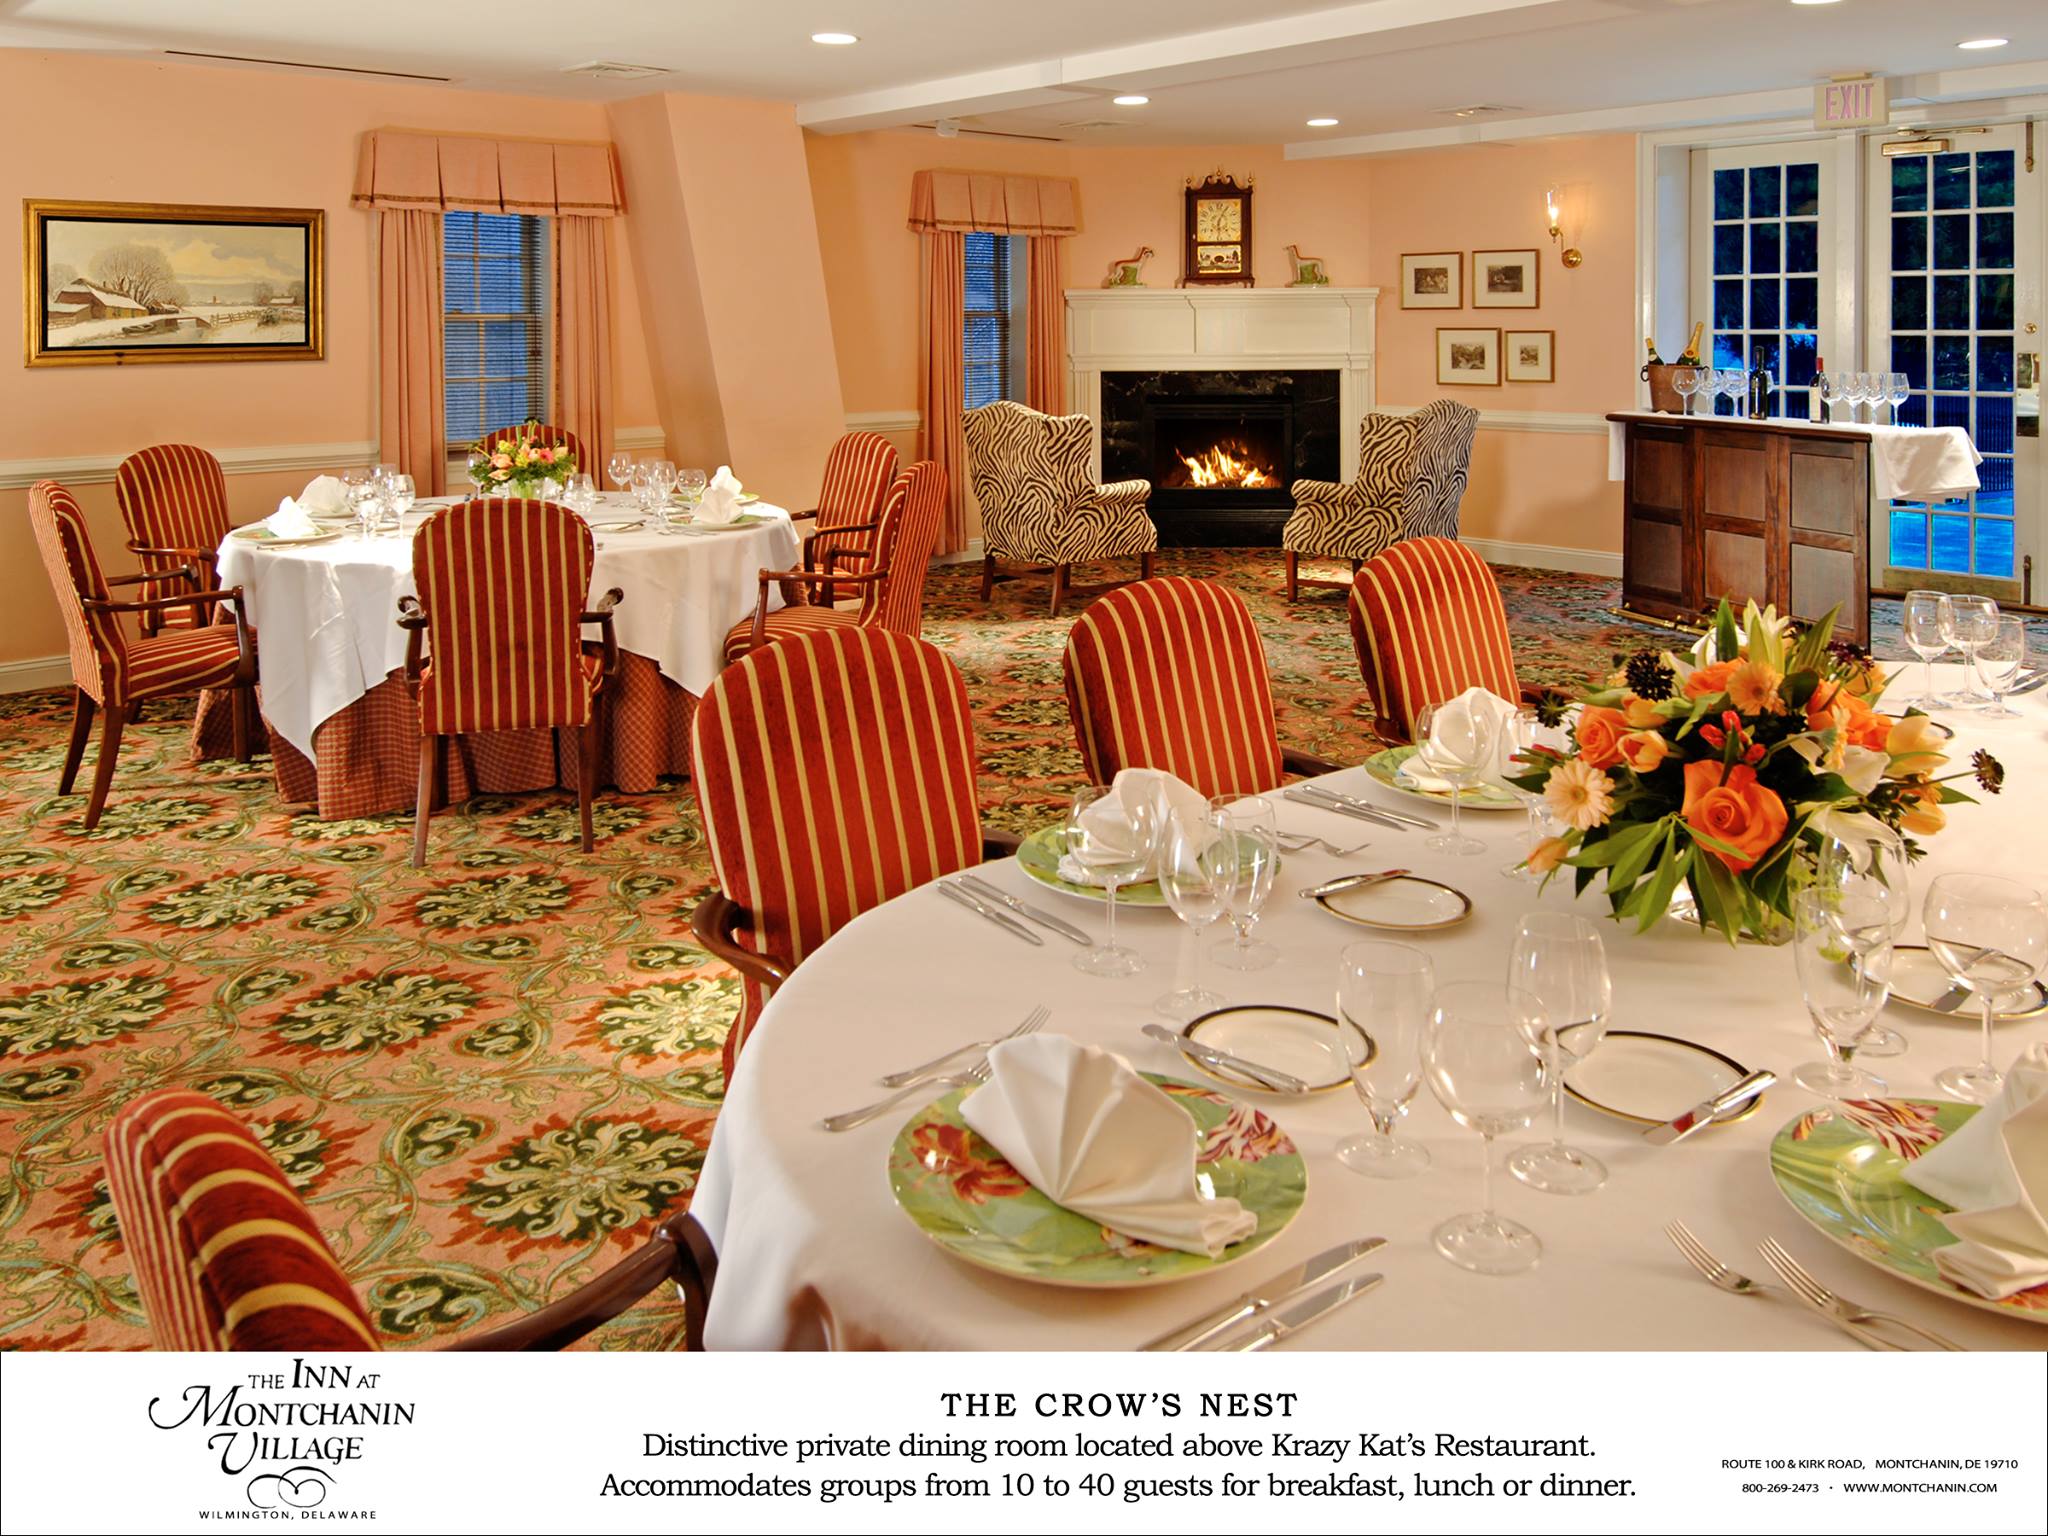 EXIT
THE INN AT
MONTCHANIN
VILLAGE
WILMINGTON, DELAWARE
THE CROW'S NEST
Distinctive private dining room located above Krazy Kat's Restaurant.
Accommodates groups from 10 to 40 guests for breakfast, lunch or dinner.
ROUTE 100 & KIRK ROAD, MONTCHANIN, DE 19710
800-269-2473 • WWW.MONTCHANIN.COM